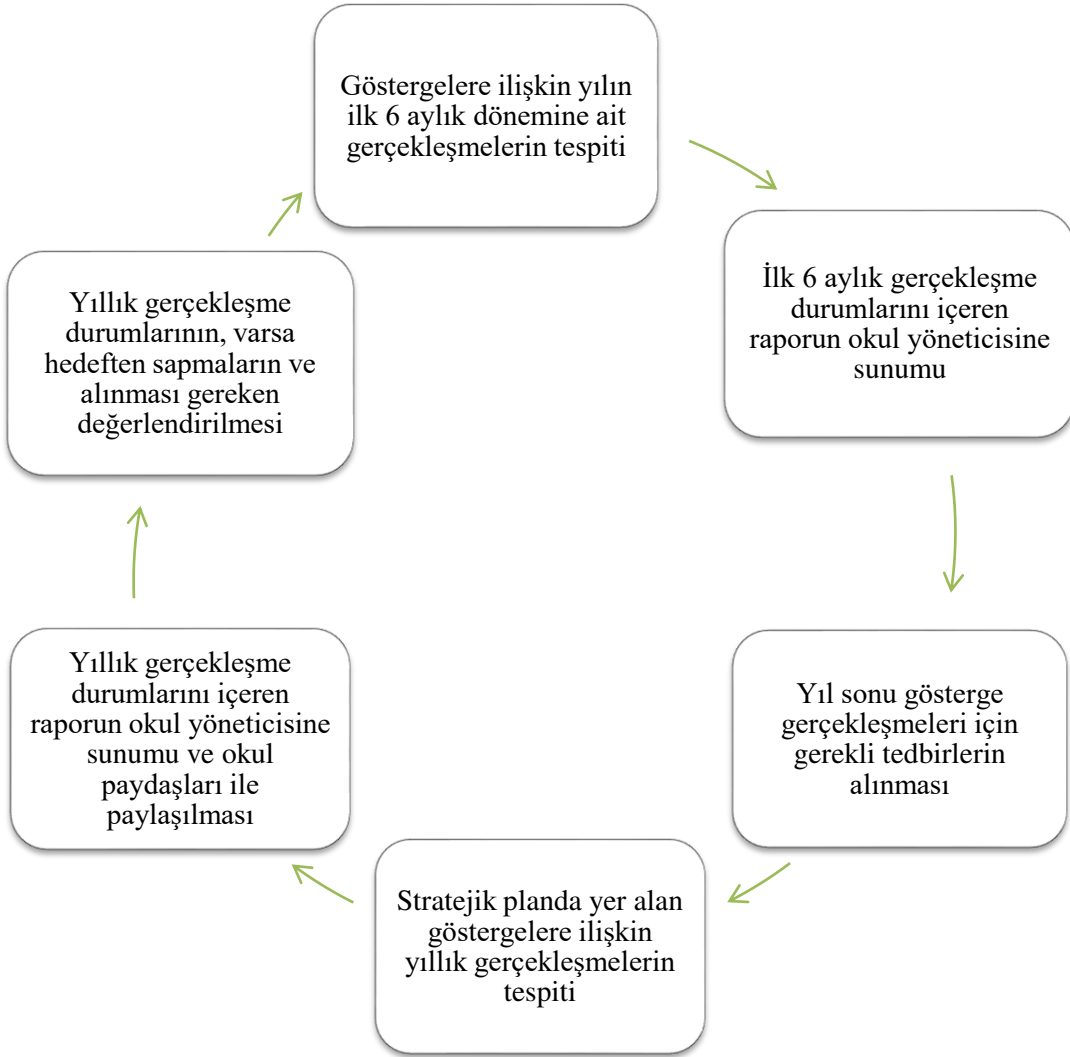 Göstergelere ilişkin yılın
ilk 6 aylık dönemine ait
gerçekleşmelerin tespiti
İlk 6 aylık gerçekleşme
durumlarını içeren
raporun okul yöneticisine
sunumu
Yıl sonu gösterge
gerçekleşmeleri için
gerekli tedbirlerin
alınması
Stratejik planda yer alan
göstergelere ilişkin
yıllık gerçekleşmelerin
tespiti
Yıllık gerçekleşme
durumlarını içeren
raporun okul yöneticisine
sunumu ve okul
paydaşları ile
paylaşılması
Yıllık gerçekleşme
durumlarının, varsa
hedeften sapmaların ve
alınması gereken
değerlendirilmesi